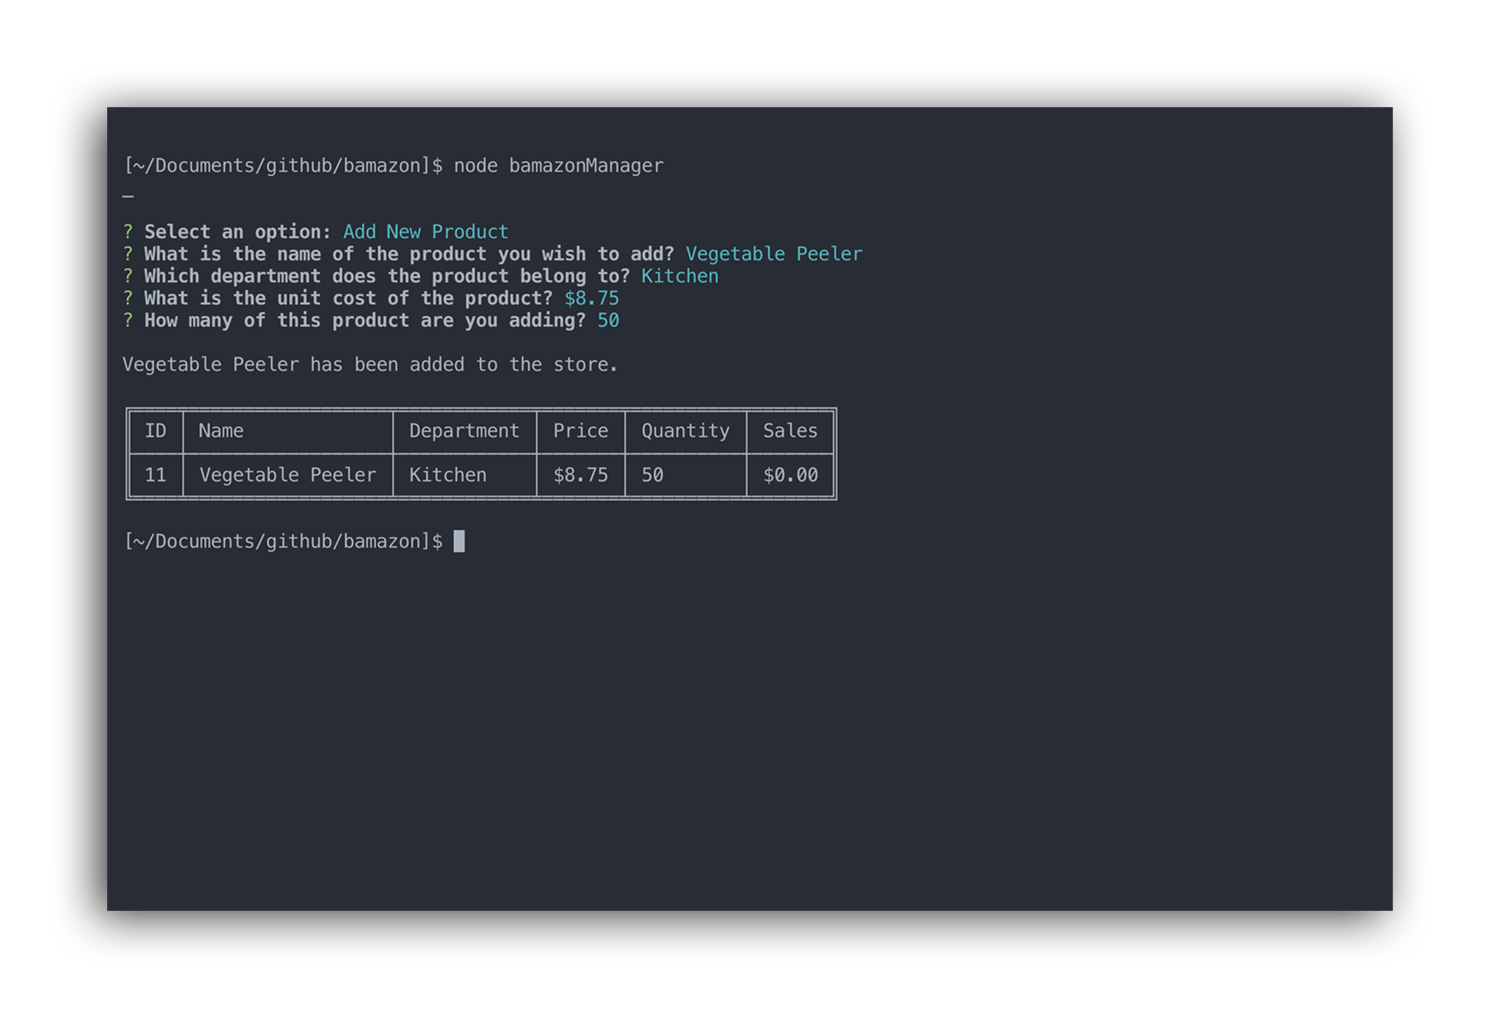 [~/Documents/github/bamazon]$ node bamazonManager
_
? Select an option: Add New Product
? What is the name of the product you wish to add? Vegetable Peeler
? Which department does the product belong to? Kitchen
? What is the unit cost of the product? $8.75
? How many of this product are you adding? 50
Vegetable Peeler has been added to the store.
ID Name Department Price Quantity Sales
11 Vegetable Peeler Kitchen $8.75 50 $0.00
[~/Documents/github/bamazon]$